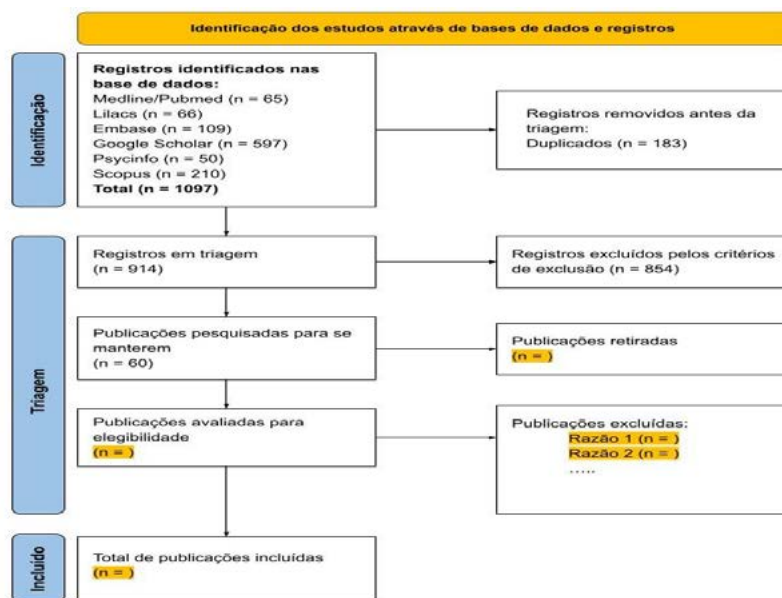 Identificação dos estudos através de bases de dados e registros
Identificação
Registros identificados nas
base de dados:
Medline/Pubmed (n = 65)
Lilacs (n = 66)
Embase (n = 109)
Google Scholar (n = 597)
Psycinfo (n = 50)
Scopus (n = 210)
Total (n = 1097)
Registros removidos antes da
triagem:
Duplicados (n = 183)
Triagem
Registros em triagem
(n = 914)
Registros excluídos pelos critérios
de exclusão (n = 854)
Publicações pesquisadas para se
manterem
(n = 60)
Publicações retiradas
(n = )
Publicações avaliadas para
elegibilidade
(n = )
Publicações excluídas:
Razão 1 (n = )
Razão 2 (n = )
.....
Incluído
Total de publicações incluídas
(n = )